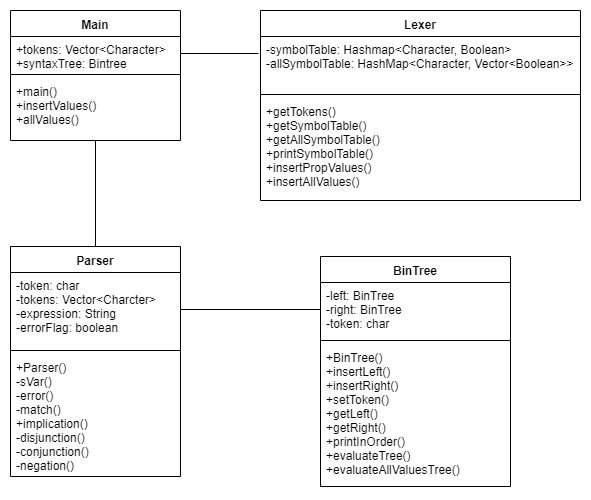 Main
+tokens: Vector<Character>
+syntaxTree: Bintree
+main()
+insertValues()
+allValues()
Lexer
-symbolTable: Hashmap<Character, Boolean>
-allSymbolTable: HashMap<Character, Vector<Boolean>>
+getTokens()
+getSymbolTable()
+getAllSymbolTable()
+printSymbolTable()
+insertPropValues()
+insertAllValues()
Parser
-token: char
-tokens: Vector<Charcter>
-expression: String
-errorFlag: boolean
+Parser()
-sVar()
-error()
-match()
+implication()
-disjunction()
-conjunction()
-negation()
BinTree
-left: BinTree
-right: BinTree
-token: char
+BinTree()
+insertLeft()
+insertRight()
+setToken()
+getLeft()
+getRight()
+printInOrder()
+evaluateTree()
+evaluateAllValuesTree()